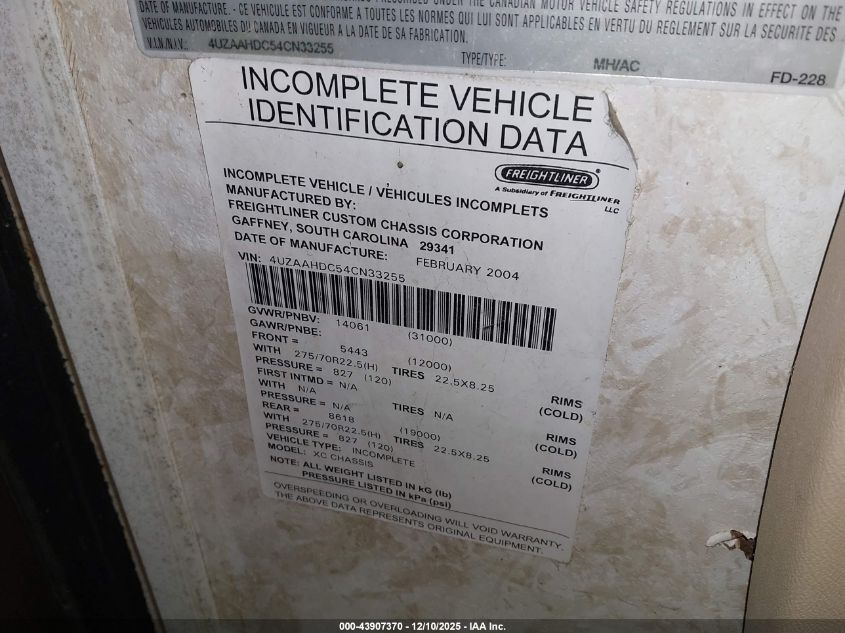 DATE OF MANUFACTURE. - CE VEHICULE EST CONFORME A TOUTES LES NORMES QUI LUI SONT APPLICABLES EN VERTU DU REGLEMENT SUR LA SECURITE DES
VEHICULES AUTOMOBILES DU CANADA EN VIGUEUR A LA DATE DE SA FABRICATION.
V.I.N./N.I.V.: 4UZAAHDC54CN33255
TYPE/TYPE: MH/AC
FD-228
INCOMPLETE VEHICLE
IDENTIFICATION DATA
FREIGHTLINER
A Subsidiary of FREIGHTLINER
LLC
INCOMPLETE VEHICLE / VEHICULES INCOMPLETS
MANUFACTURED BY:
FREIGHTLINER CUSTOM CHASSIS CORPORATION
GAFFNEY, SOUTH CAROLINA 29341
DATE OF MANUFACTURE: FEBRUARY 2004
VIN: 4UZAAHDC54CN33255
GVWR/PNBV: 14061 (31000)
GAWR/PNBE:
FRONT = 5443 (12000)
WITH 275/70R22.5(H) TIRES 22.5X8.25 RIMS
PRESSURE = 827 (120) (COLD)
FIRST INTMD = N/A
WITH N/A TIRES N/A RIMS
PRESSURE = N/A (COLD)
REAR = 8618 (19000)
WITH 275/70R22.5(H) TIRES 22.5X8.25 RIMS
PRESSURE = 827 (120) (COLD)
VEHICLE TYPE: INCOMPLETE
MODEL: XC CHASSIS
NOTE: ALL WEIGHT LISTED IN kG (lb)
PRESSURE LISTED IN kPa (psi)
OVERSPEEDING OR OVERLOADING WILL VOID WARRANTY.
THE ABOVE DATA REPRESENTS ORIGINAL EQUIPMENT.
000-43907370 - 12/10/2025 - IAA Inc.